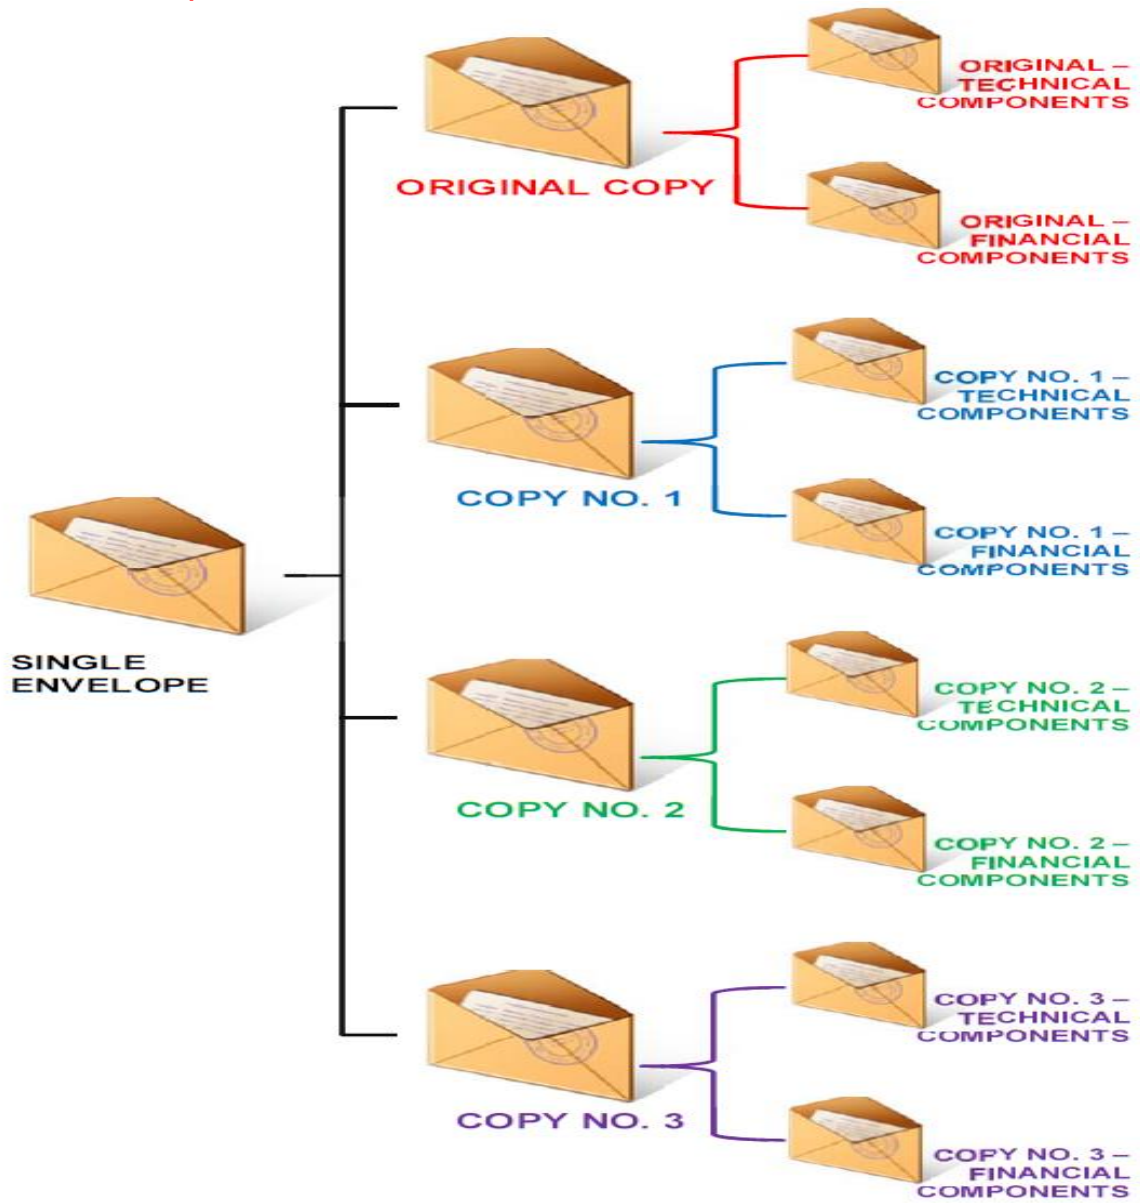 ORIGINAL –
TECHNICAL
COMPONENTS
ORIGINAL COPY
ORIGINAL –
FINANCIAL
COMPONENTS
COPY NO. 1 –
TECHNICAL
COMPONENTS
COPY NO. 1
COPY NO. 1 –
FINANCIAL
COMPONENTS
SINGLE
ENVELOPE
COPY NO. 2 –
TECHNICAL
COMPONENTS
COPY NO. 2
COPY NO. 2 –
FINANCIAL
COMPONENTS
COPY NO. 3 –
TECHNICAL
COMPONENTS
COPY NO. 3
COPY NO. 3 –
FINANCIAL
COMPONENTS